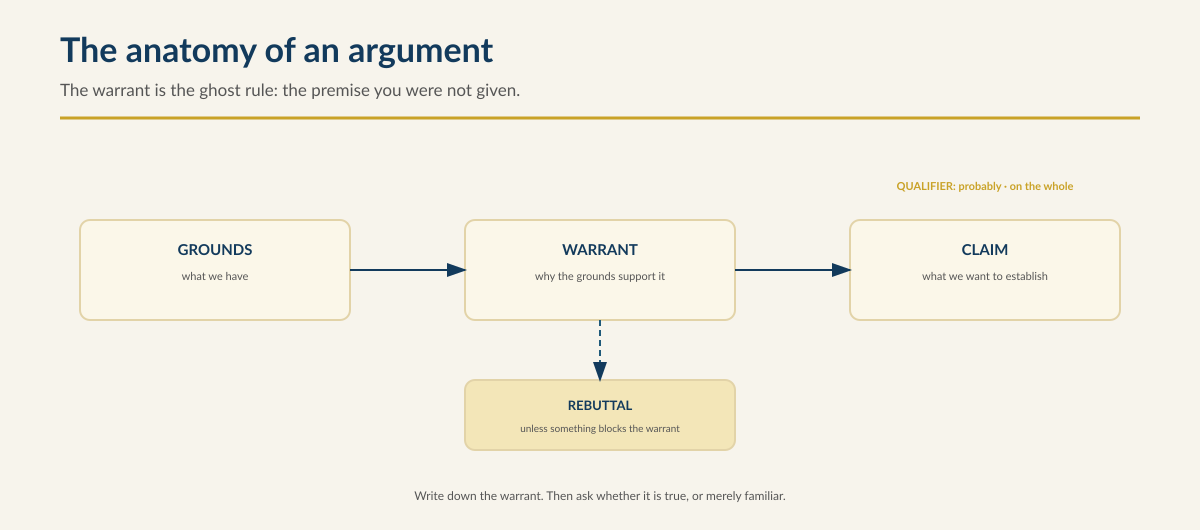 The anatomy of an argument
The warrant is the ghost rule: the premise you were not given.
QUALIFIER: probably · on the whole
GROUNDS
what we have
WARRANT
why the grounds support it
CLAIM
what we want to establish
REBUTTAL
unless something blocks the warrant
Write down the warrant. Then ask whether it is true, or merely familiar.